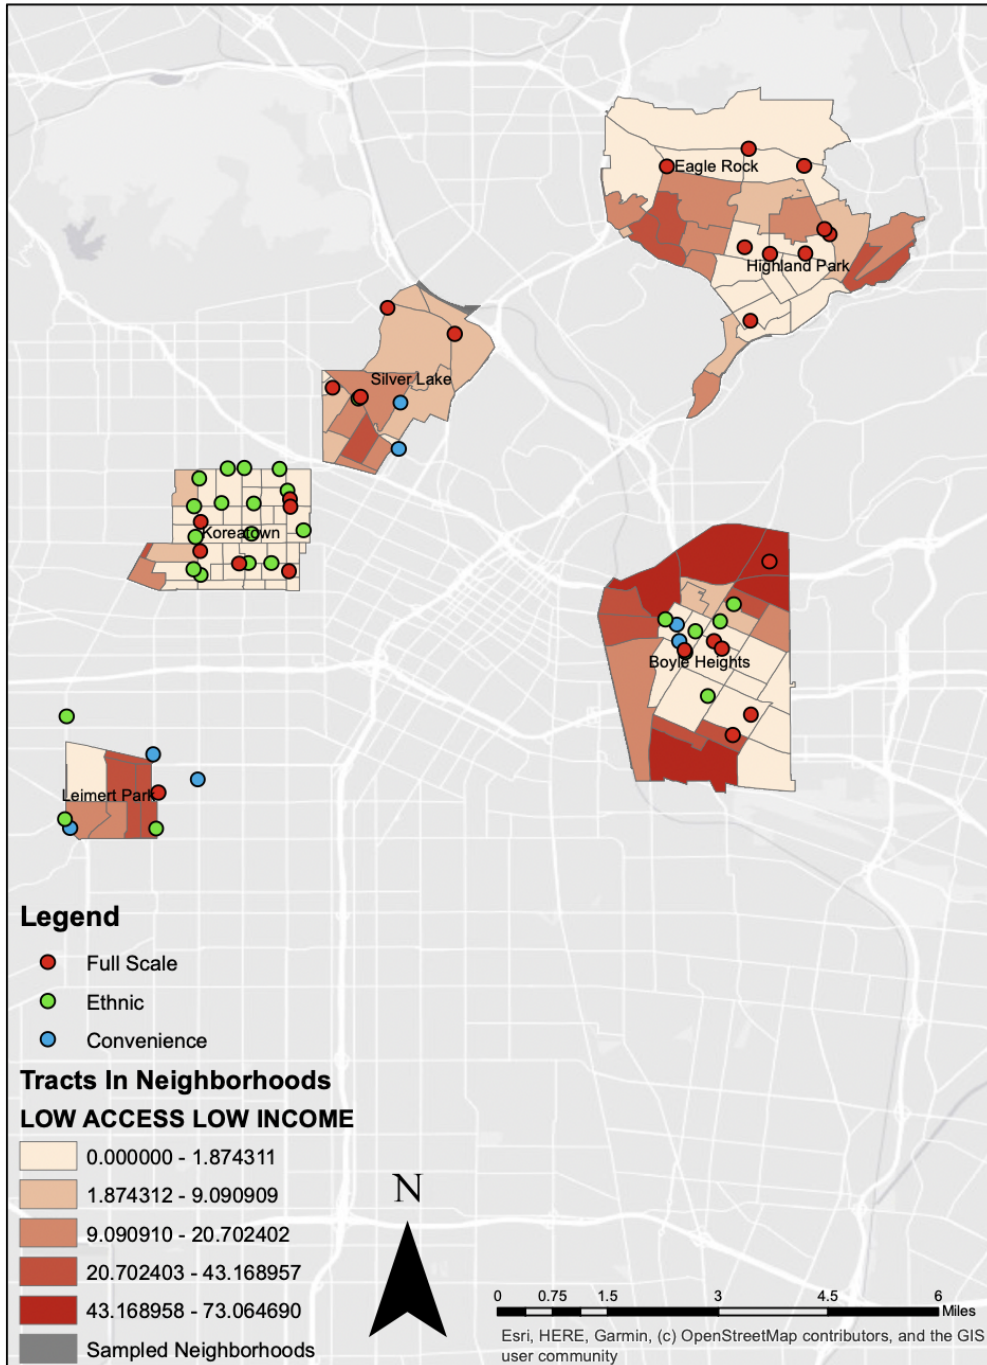 Eagle Rock
Highland Park
Silver Lake
Koreatown
Boyle Heights
Leimert Park
Legend
Full Scale
Ethnic
Convenience
Tracts In Neighborhoods
LOW ACCESS LOW INCOME
0.000000 - 1.874311
1.874312 - 9.090909
9.090910 - 20.702402
20.702403 - 43.168957
43.168958 - 73.064690
Sampled Neighborhoods
N
0 0.75 1.5 3 4.5 6
Miles
Esri, HERE, Garmin, (c) OpenStreetMap contributors, and the GIS
user community